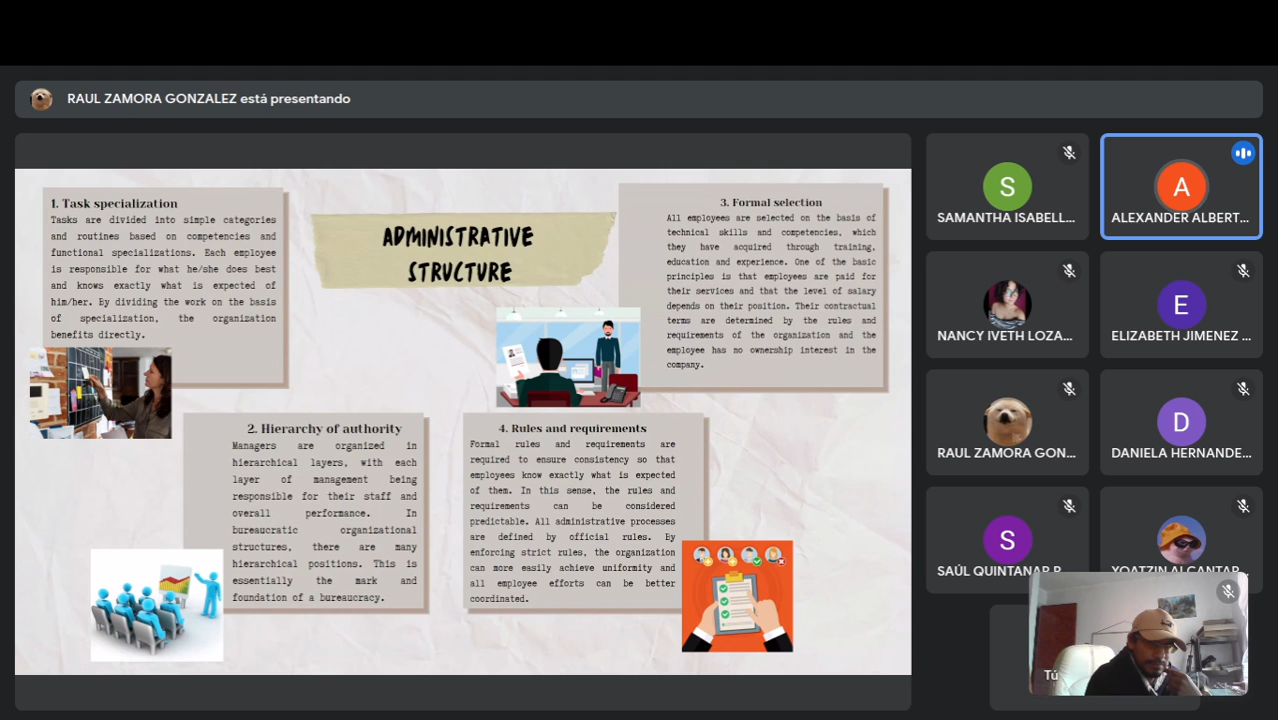 RAUL ZAMORA GONZALEZ está presentando
1. Task specialization
Tasks are divided into simple categories
and routines based on competencies and
functional specializations. Each employee
is responsible for what he/she does best
and knows exactly what is expected of
him/her. By dividing the work on the basis
of specialization, the organization
benefits directly.
ADMINISTRATIVE
STRUCTURE
3. Formal selection
All employees are selected on the basis of
technical skills and competencies, which
they have acquired through training,
education and experience. One of the basic
principles is that employees are paid for
their services and that the level of salary
depends on their position. Their contractual
terms are determined by the rules and
requirements of the organization and the
employee has no ownership interest in the
company.
2. Hierarchy of authority
Managers are organized in
hierarchical layers, with each
layer of management being
responsible for their staff and
overall performance. In
bureaucratic organizational
structures, there are many
hierarchical positions. This is
essentially the mark and
foundation of a bureaucracy.
4. Rules and requirements
Formal rules and requirements are
required to ensure consistency so that
employees know exactly what is expected
of them. In this sense, the rules and
requirements can be considered
predictable. All administrative processes
are defined by official rules. By
enforcing strict rules, the organization
can more easily achieve uniformity and
all employee efforts can be better
coordinated.
S
SAMANTHA ISABELL...
A
ALEXANDER ALBERT...
NANCY IVETH LOZA...
E
ELIZABETH JIMENEZ ...
RAUL ZAMORA GON...
D
DANIELA HERNANDE...
S
SAÚL QUINTANAR
Tú